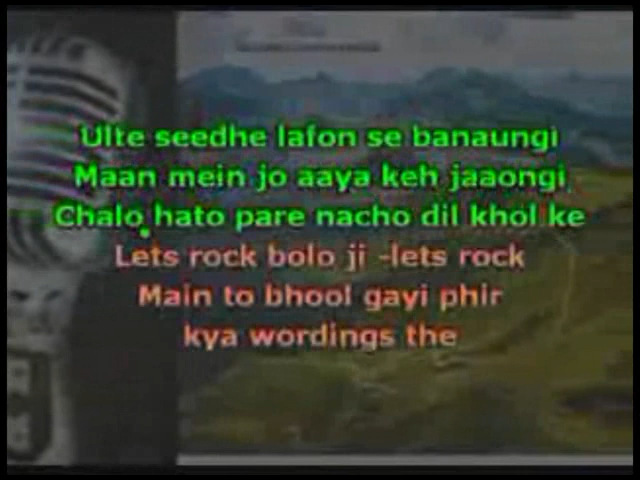 Ulte seedhe lafon se banaungi
Maan mein jo aaya keh jaaongi,
Chalo hato pare nacho dil khol ke
Lets rock bolo ji -lets rock
Main to bhool gayi phir
kya wordings the